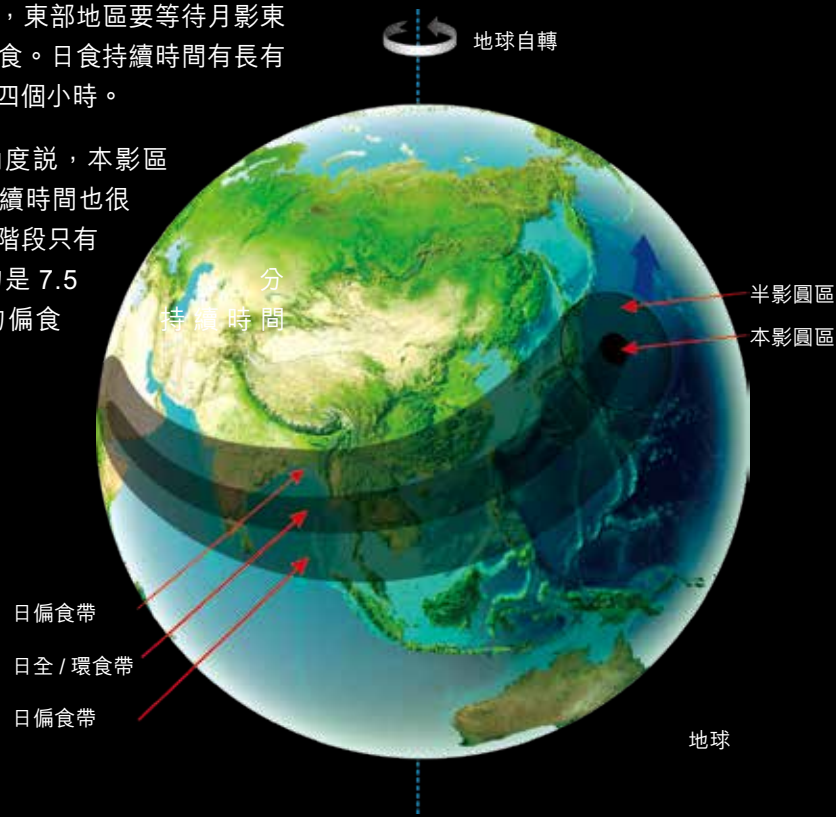 ，東部地區要等待月影東
食。日食持續時間有長有
四個小時。
角度説，本影區
續時間也很
階段只有
的是 7.5
分
的偏食
持續時間
地球自轉
半影圓區
本影圓區
日偏食帶
日全 / 環食帶
日偏食帶
地球